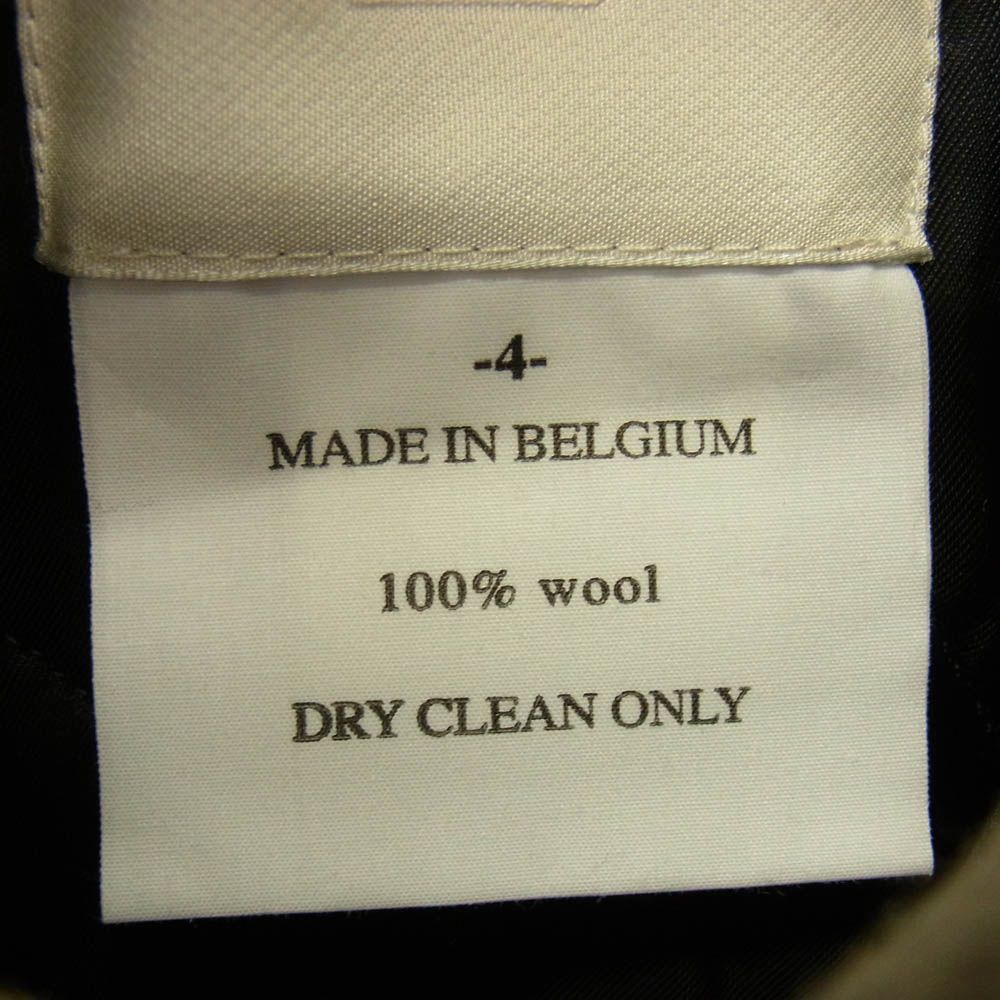 -4-
MADE IN BELGIUM
100% wool
DRY CLEAN ONLY